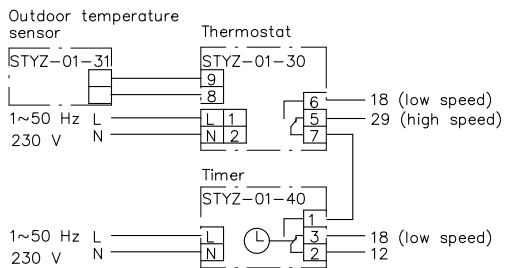 Outdoor temperature
sensor
Thermostat
STYZ-01-31
STYZ-01-30
9
8
6
18 (low speed)
1~50 Hz L
L 1
5
29 (high speed)
230 V N
N 2
7
Timer
STYZ-01-40
1
1~50 Hz L
L
3
18 (low speed)
230 V N
N
2
12